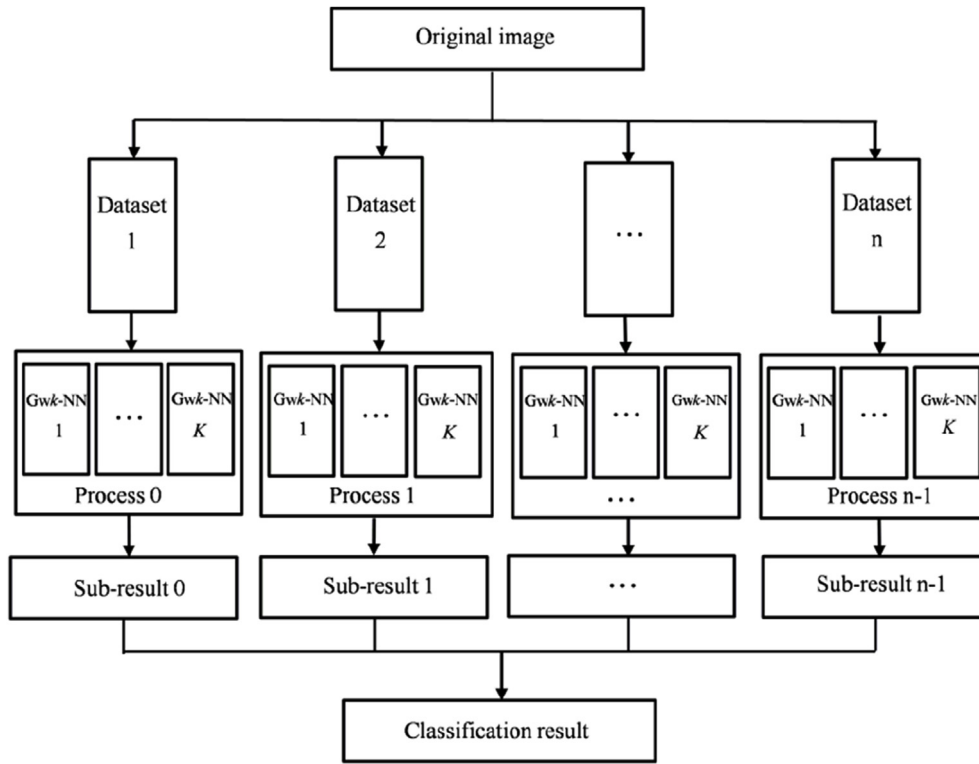 Original image
Dataset
1
Dataset
2
...
Dataset
n
Gwk-NN
1
...
Gwk-NN
K
Process 0
Gwk-NN
1
...
Gwk-NN
K
Process 1
Gwk-NN
1
...
Gwk-NN
K
...
Gwk-NN
1
...
Gwk-NN
K
Process n-1
Sub-result 0
Sub-result 1
...
Sub-result n-1
Classification result